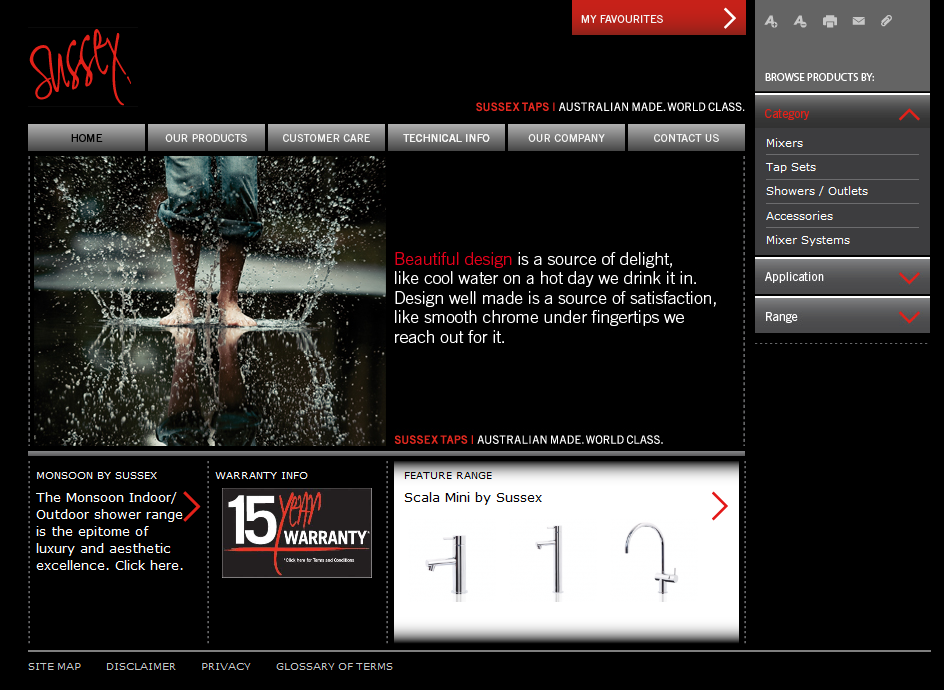 SUSSEX
MY FAVOURITES
BROWSE PRODUCTS BY:
SUSSEX TAPS | AUSTRALIAN MADE. WORLD CLASS.
Category
HOME
OUR PRODUCTS
CUSTOMER CARE
TECHNICAL INFO
OUR COMPANY
CONTACT US
Mixers
Tap Sets
Showers / Outlets
Accessories
Mixer Systems
Application
Range
Beautiful design is a source of delight,
like cool water on a hot day we drink it in.
Design well made is a source of satisfaction,
like smooth chrome under fingertips we
reach out for it.
SUSSEX TAPS | AUSTRALIAN MADE. WORLD CLASS.
MONSOON BY SUSSEX
The Monsoon Indoor/
Outdoor shower range
is the epitome of
luxury and aesthetic
excellence. Click here.
WARRANTY INFO
15 YEAR
WARRANTY*
*Click here for Terms and Conditions
FEATURE RANGE
Scala Mini by Sussex
SITE MAP
DISCLAIMER
PRIVACY
GLOSSARY OF TERMS